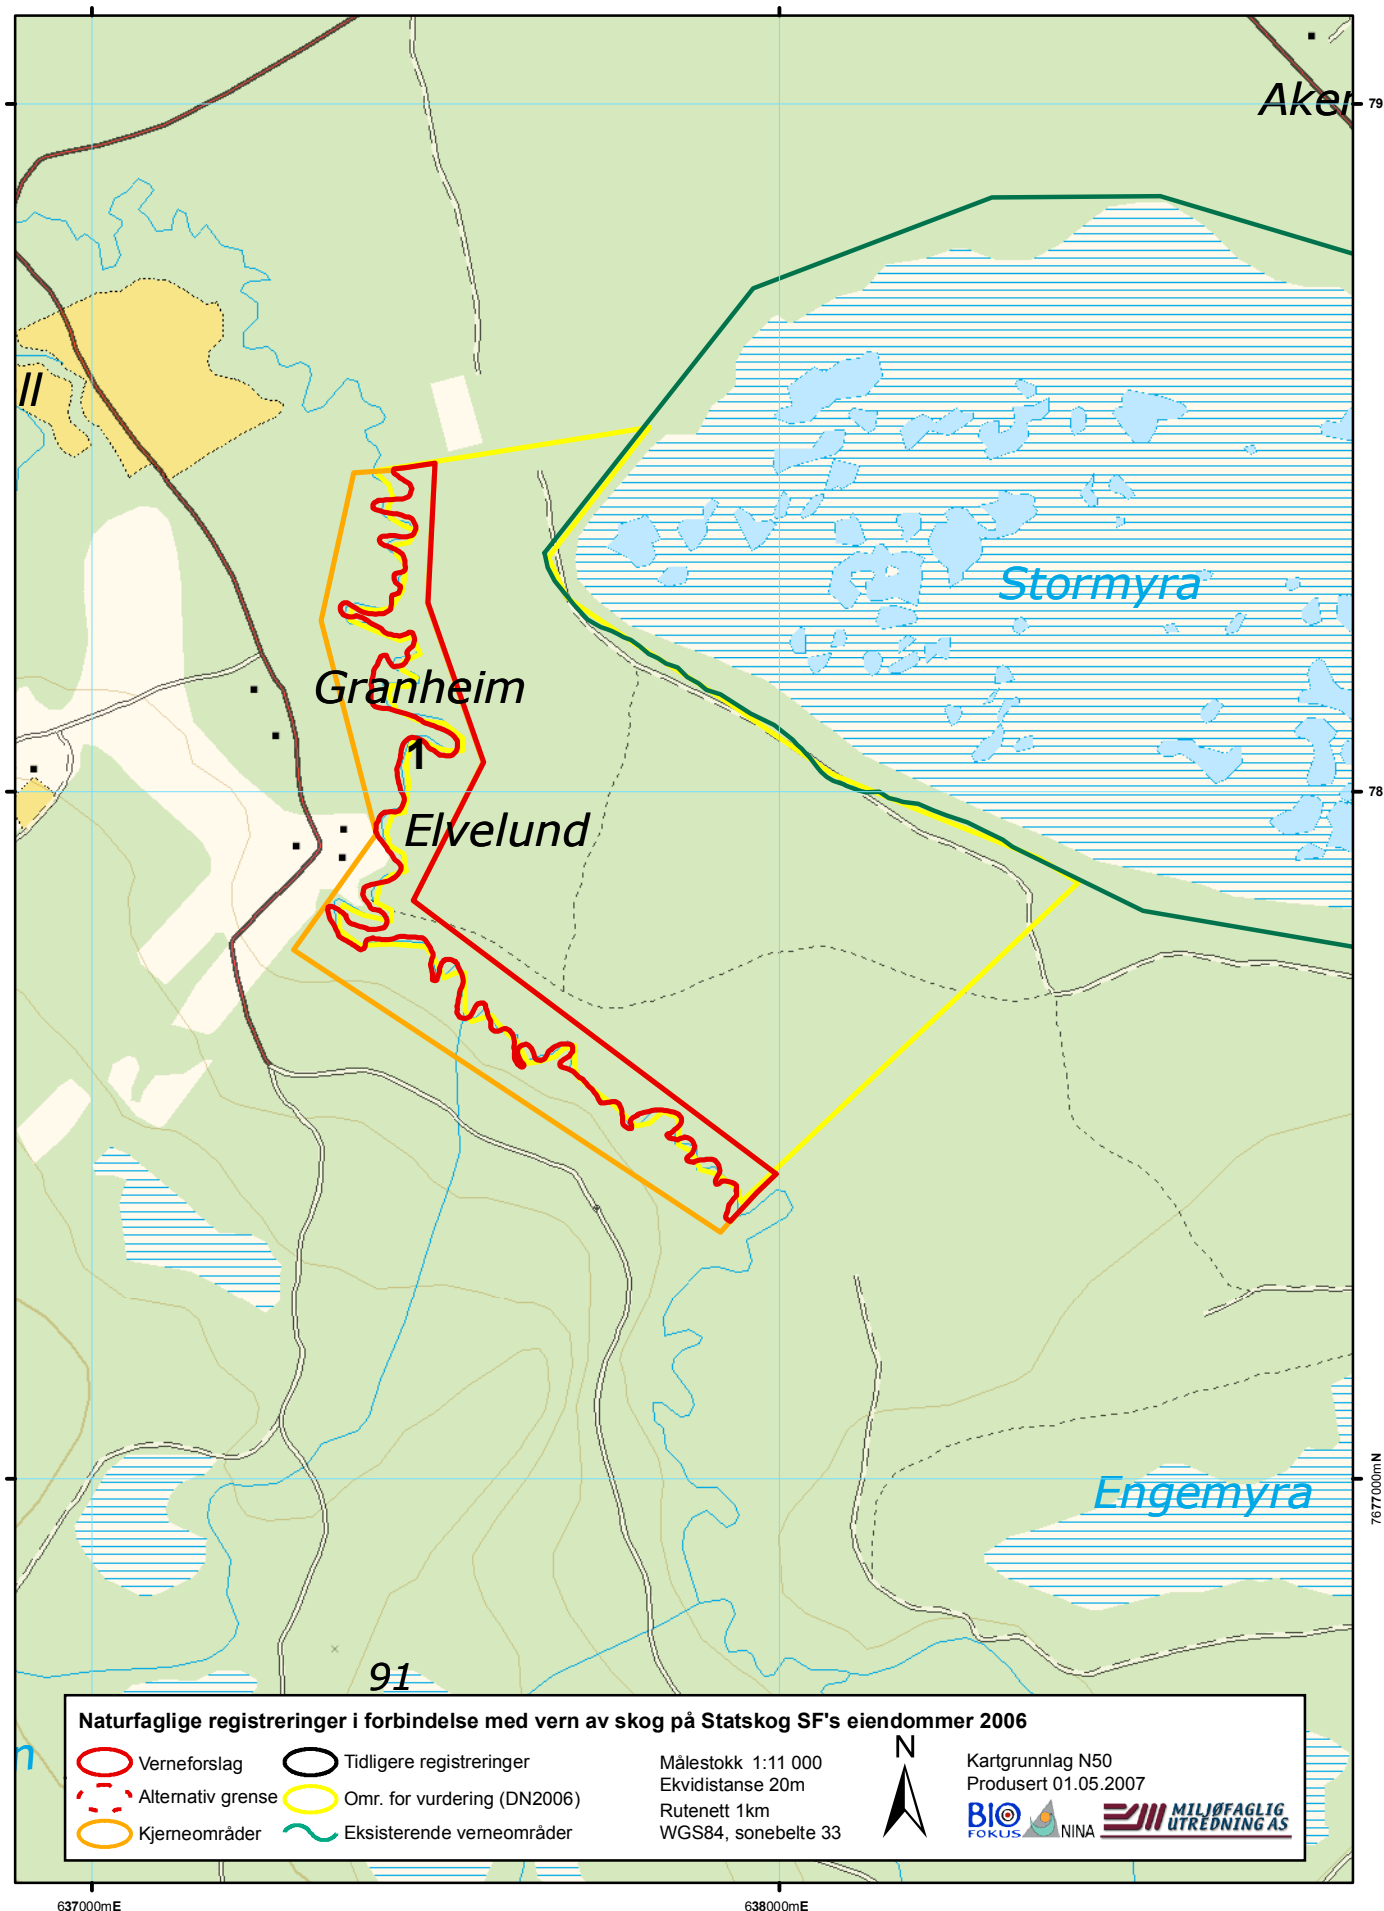 Aker
79
ll
Stormyra
Granheim
1
78
Elvelund
Engemyra
7677000mN
91
n
Naturfaglige registreringer i forbindelse med vern av skog på Statskog SF's eiendommer 2006
Verneforslag
Tidligere registreringer
Alternativ grense
Omr. for vurdering (DN2006)
Kjerneområder
Eksisterende verneområder
Målestokk 1:11 000
Ekvidistanse 20m
Rutenett 1km
WGS84, sonebelte 33
N
Kartgrunnlag N50
Produsert 01.05.2007
BIO
FOKUS
NINA
MILJØFAGLIG
UTREDNING AS
637000mE
638000mE